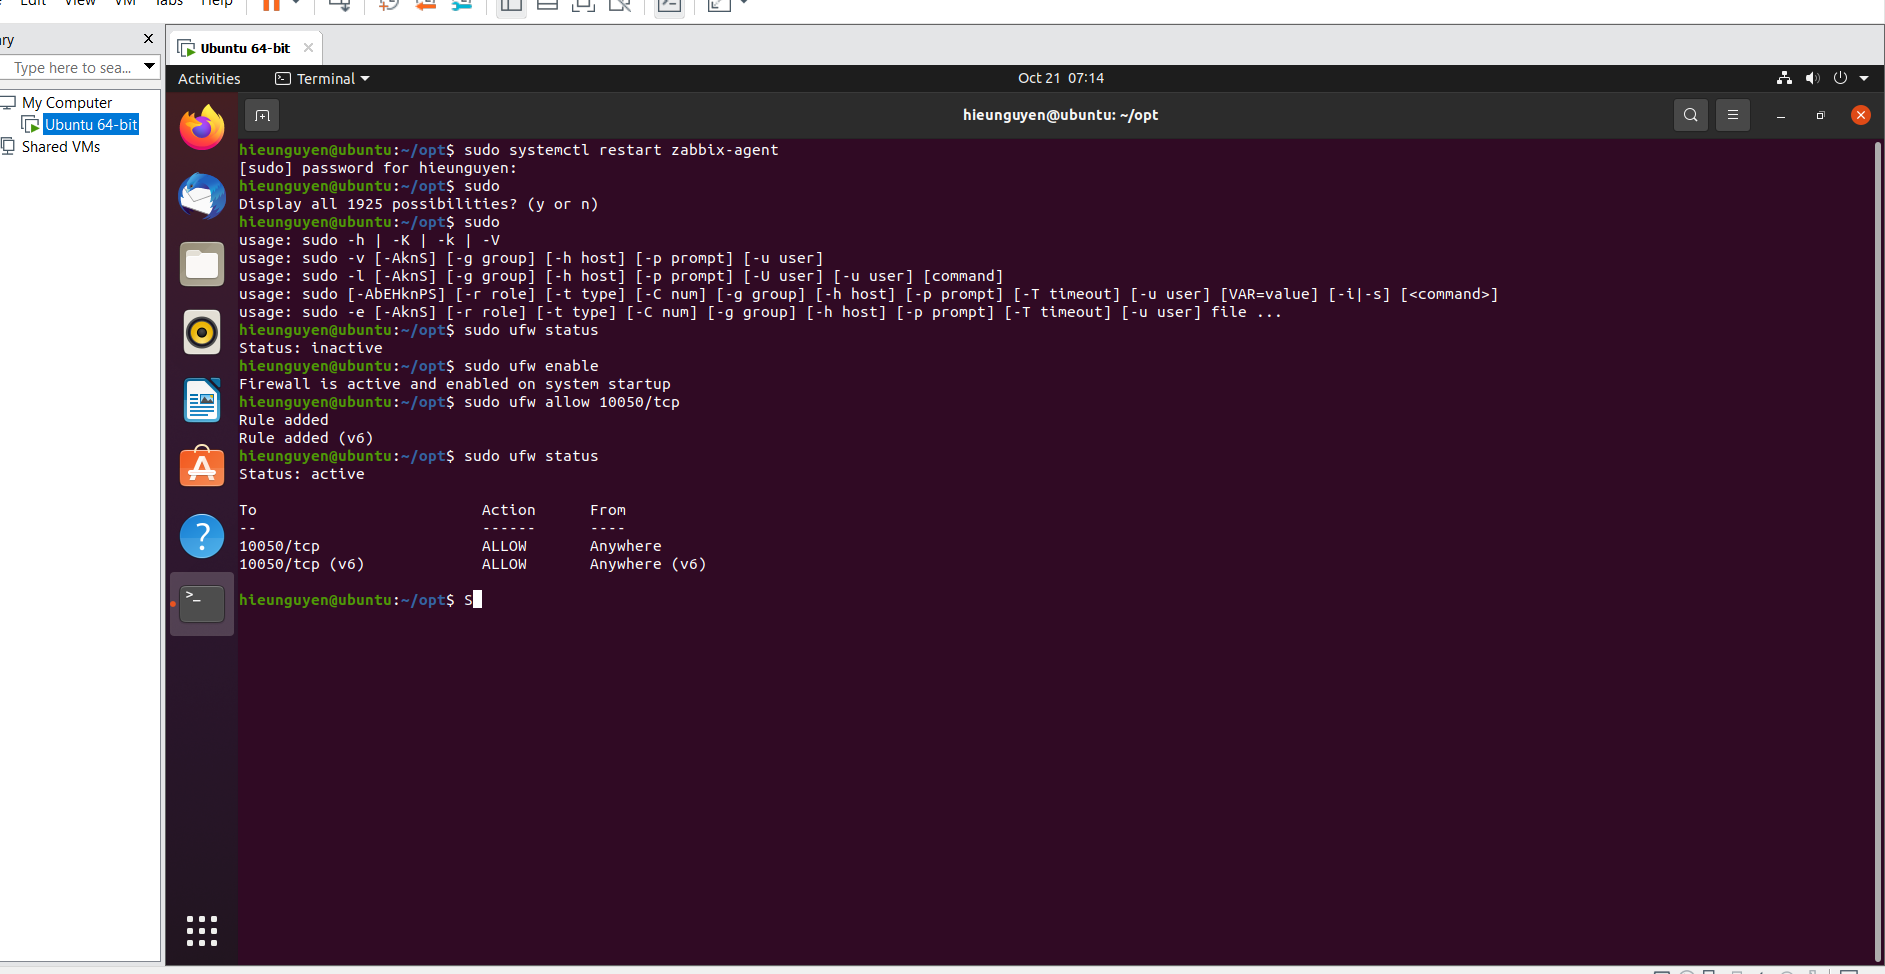 Edit View VM Tabs Help
ry
Ubuntu 64-bit
Type here to sea...
My Computer
Ubuntu 64-bit
Shared VMs
Activities Terminal Oct 21 07:14
hieunguyen@ubuntu: ~/opt
hieunguyen@ubuntu:~/opt$ sudo systemctl restart zabbix-agent
[sudo] password for hieunguyen:
hieunguyen@ubuntu:~/opt$ sudo
Display all 1925 possibilities? (y or n)
hieunguyen@ubuntu:~/opt$ sudo
usage: sudo -h | -K | -k | -V
usage: sudo -v [-AknS] [-g group] [-h host] [-p prompt] [-u user]
usage: sudo -l [-AknS] [-g group] [-h host] [-p prompt] [-U user] [-u user] [command]
usage: sudo [-AbEHknPS] [-r role] [-t type] [-C num] [-g group] [-h host] [-p prompt] [-T timeout] [-u user] [VAR=value] [-i|-s] [<command>]
usage: sudo -e [-AknS] [-r role] [-t type] [-C num] [-g group] [-h host] [-p prompt] [-T timeout] [-u user] file ...
hieunguyen@ubuntu:~/opt$ sudo ufw status
Status: inactive
hieunguyen@ubuntu:~/opt$ sudo ufw enable
Firewall is active and enabled on system startup
hieunguyen@ubuntu:~/opt$ sudo ufw allow 10050/tcp
Rule added
Rule added (v6)
hieunguyen@ubuntu:~/opt$ sudo ufw status
Status: active
To Action From
-- ------ ----
10050/tcp ALLOW Anywhere
10050/tcp (v6) ALLOW Anywhere (v6)
hieunguyen@ubuntu:~/opt$ S